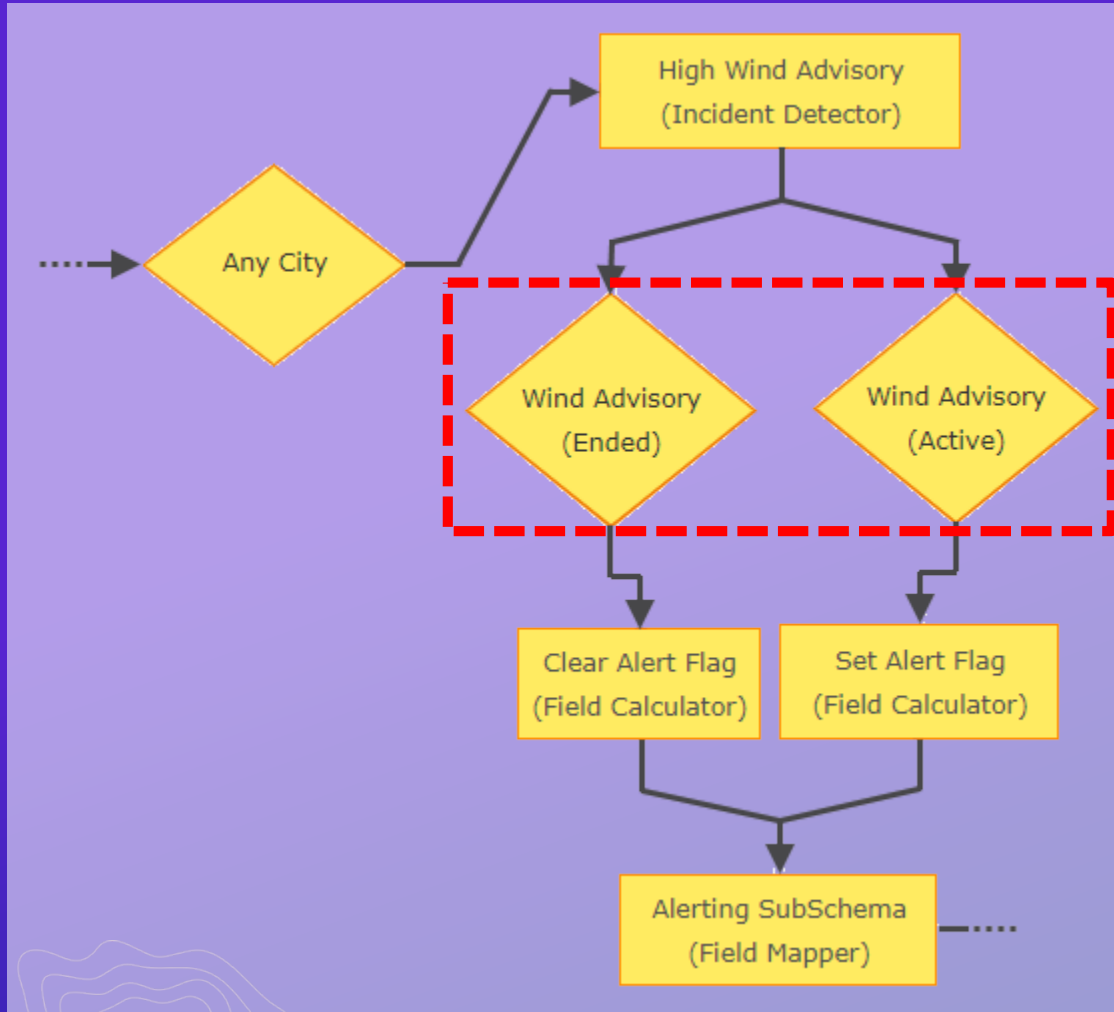 High Wind Advisory
(Incident Detector)
Any City
Wind Advisory
(Ended)
Wind Advisory
(Active)
Clear Alert Flag
(Field Calculator)
Set Alert Flag
(Field Calculator)
Alerting SubSchema
(Field Mapper)